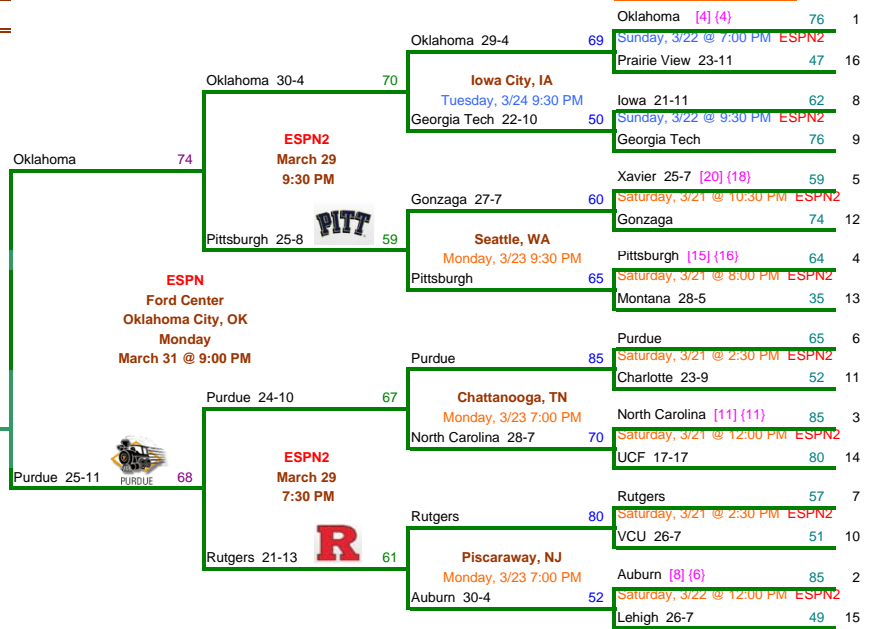 Oklahoma [4] {4} 76 1
Sunday, 3/22 @ 7:00 PM ESPN2
Prairie View 23-11 47 16
Iowa 21-11 62 8
Sunday, 3/22 @ 9:30 PM ESPN2
Georgia Tech 76 9
Xavier 25-7 [20] {18} 59 5
Saturday, 3/21 @ 10:30 PM ESPN2
Gonzaga 74 12
Pittsburgh [15] {16} 64 4
Saturday, 3/21 @ 8:00 PM ESPN2
Montana 28-5 35 13
Purdue 65 6
Saturday, 3/21 @ 2:30 PM ESPN2
Charlotte 23-9 52 11
North Carolina [11] {11} 85 3
Saturday, 3/21 @ 12:00 PM ESPN2
UCF 17-17 80 14
Rutgers 57 7
Saturday, 3/21 @ 2:30 PM ESPN2
VCU 26-7 51 10
Auburn [8] {6} 85 2
Saturday, 3/22 @ 12:00 PM ESPN2
Lehigh 26-7 49 15
Oklahoma 29-4 69
Iowa City, IA
Tuesday, 3/24 9:30 PM
Georgia Tech 22-10 50
Gonzaga 27-7 60
Seattle, WA
Monday, 3/23 9:30 PM
Pittsburgh 65
Purdue 85
Chattanooga, TN
Monday, 3/23 7:00 PM
North Carolina 28-7 70
Rutgers 80
Piscaraway, NJ
Monday, 3/23 7:00 PM
Auburn 30-4 52
Oklahoma 30-4 70
ESPN2
March 29
9:30 PM
PITT
Pittsburgh 25-8 59
Purdue 24-10 67
ESPN2
March 29
7:30 PM
R
Rutgers 21-13 61
Oklahoma 74
ESPN
Ford Center
Oklahoma City, OK
Monday
March 31 @ 9:00 PM
PURDUE
Purdue 25-11 68